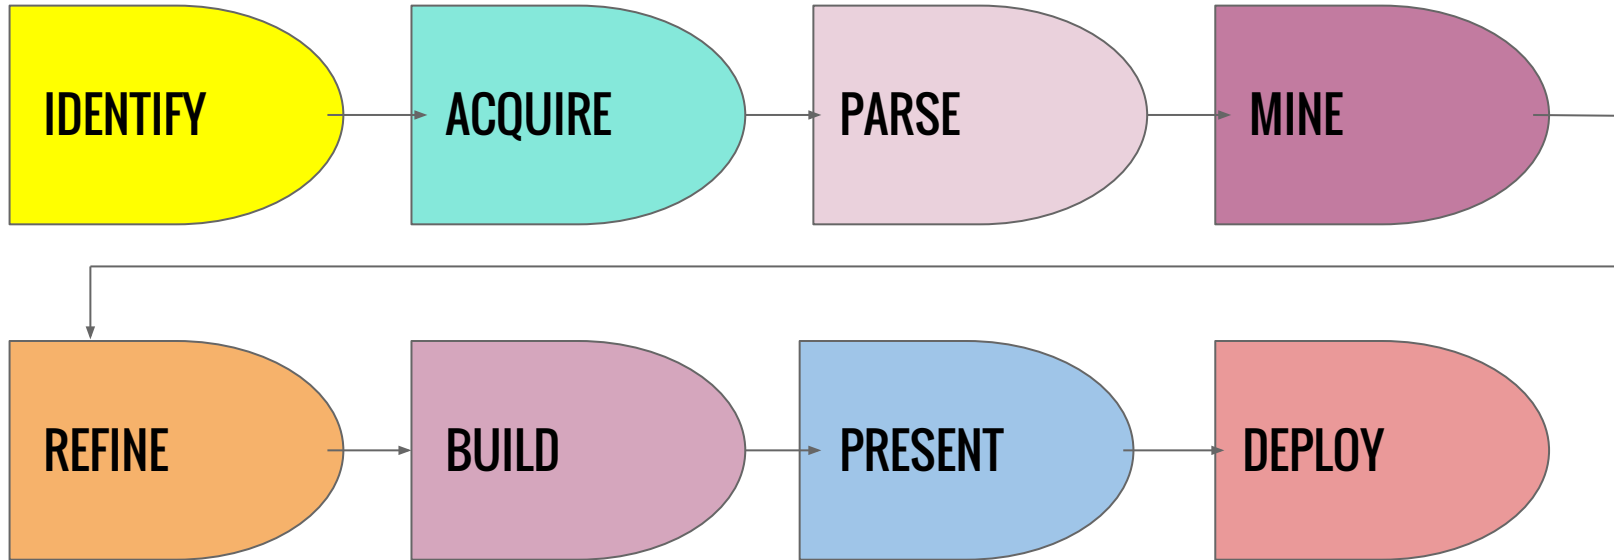 IDENTIFY
ACQUIRE
PARSE
MINE
REFINE
BUILD
PRESENT
DEPLOY